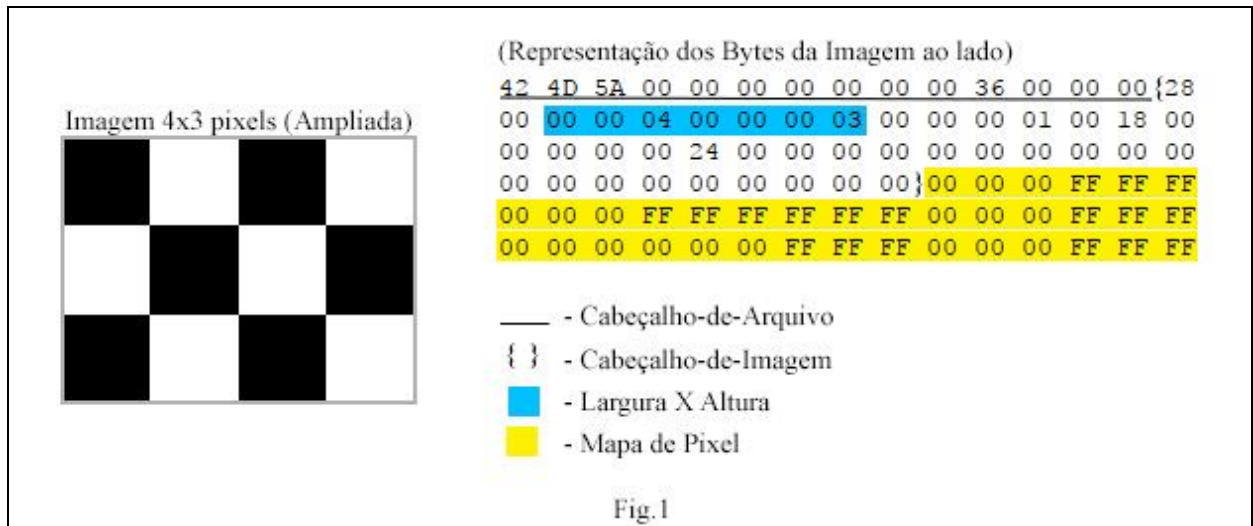 (Representação dos Bytes da Imagem ao lado)
42 4D 5A 00 00 00 00 00 00 00 36 00 00 00{28
Imagem 4x3 pixels (Ampliada)
00 00 00 04 00 00 00 03 00 00 00 01 00 18 00
00 00 00 00 24 00 00 00 00 00 00 00 00 00 00
00 00 00 00 00 00 00 00 00}00 00 00 FF FF FF
00 00 00 FF FF FF FF FF FF 00 00 00 FF FF FF
00 00 00 00 00 00 FF FF FF 00 00 00 FF FF FF
- Cabeçalho-de-Arquivo
{ } - Cabeçalho-de-Imagem
- Largura X Altura
- Mapa de Pixel
Fig.1